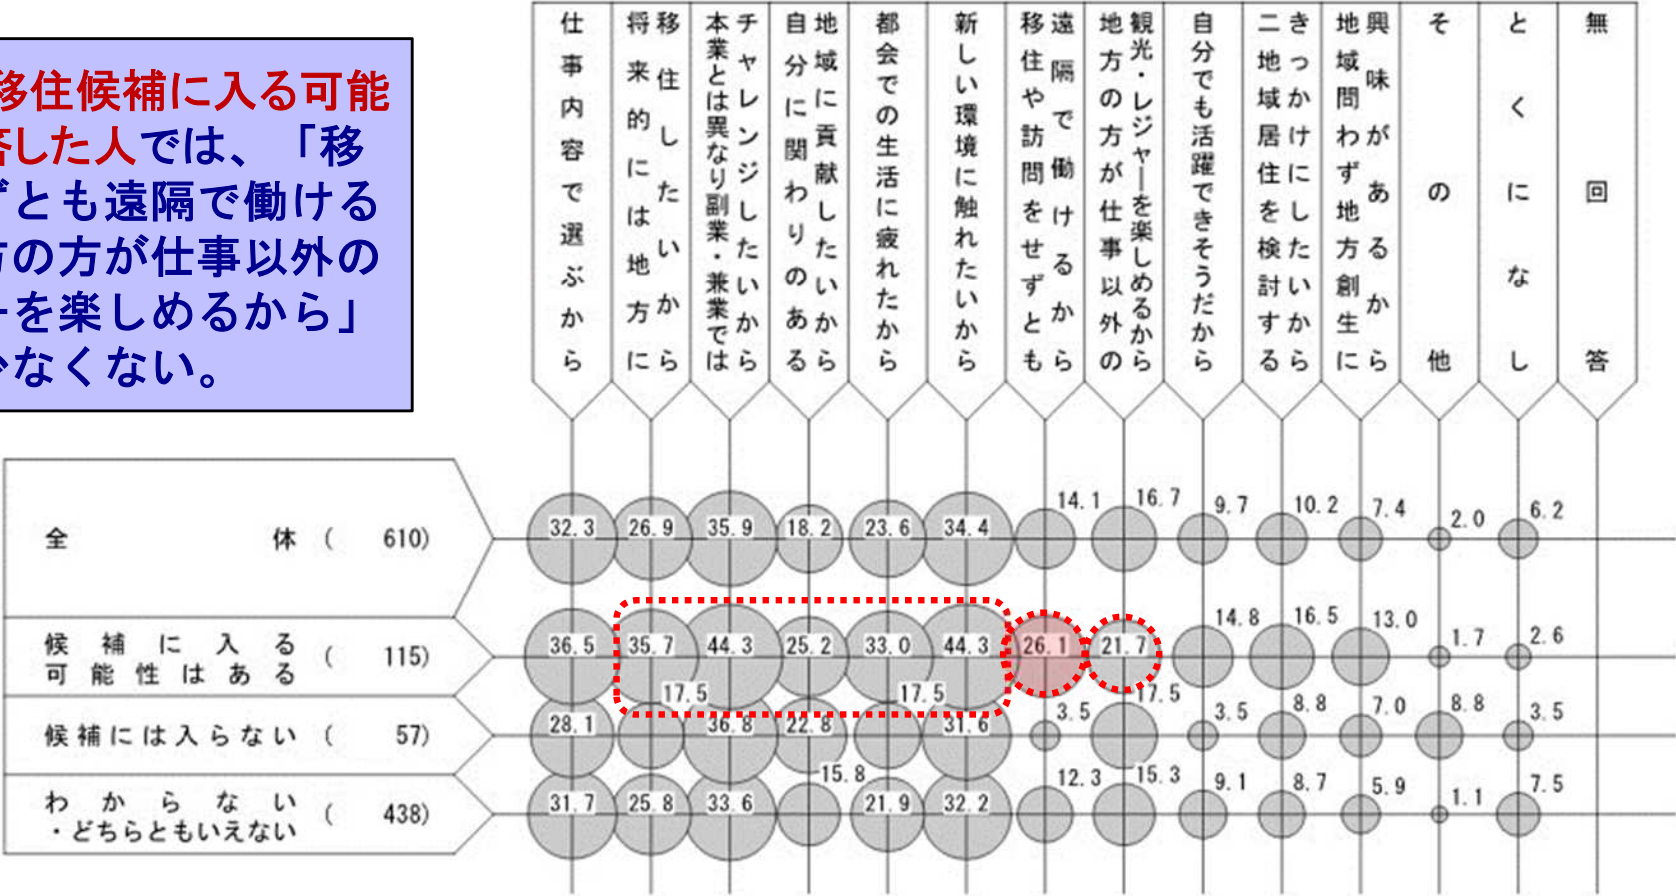 移住候補に入る可能
答した人では、「移
ずとも遠隔で働ける
方の方が仕事以外の
ーを楽しめるから」
少なくない。
仕事内容で選ぶから
移住したいから
将来的には地方に
チャレンジしたいから
本業とは異なり副業・兼業では
地域に貢献したいから
自分に関わりのある
都会での生活に疲れたから
新しい環境に触れたいから
遠隔で働けるから
移住や訪問をせずとも
観光・レジャーを楽しめるから
地方の方が仕事以外の
自分でも活躍できそうだから
きっかけにしたいから
二地域居住を検討する
興味があるから
地域問わず地方創生に
その他
とくになし
無回答
全体 ( 610) 32.3 26.9 35.9 18.2 23.6 34.4 14.1 16.7 9.7 10.2 7.4 2.0 6.2
候補に入る
可能性はある ( 115) 36.5 35.7 44.3 25.2 33.0 44.3 26.1 21.7 14.8 16.5 13.0 1.7 2.6
候補には入らない ( 57) 28.1 17.5 36.8 22.8 17.5 31.6 3.5 17.5 3.5 8.8 7.0 8.8 3.5
わからない
・どちらともいえない ( 438) 31.7 25.8 33.6 15.8 21.9 32.2 12.3 15.3 9.1 8.7 5.9 1.1 7.5